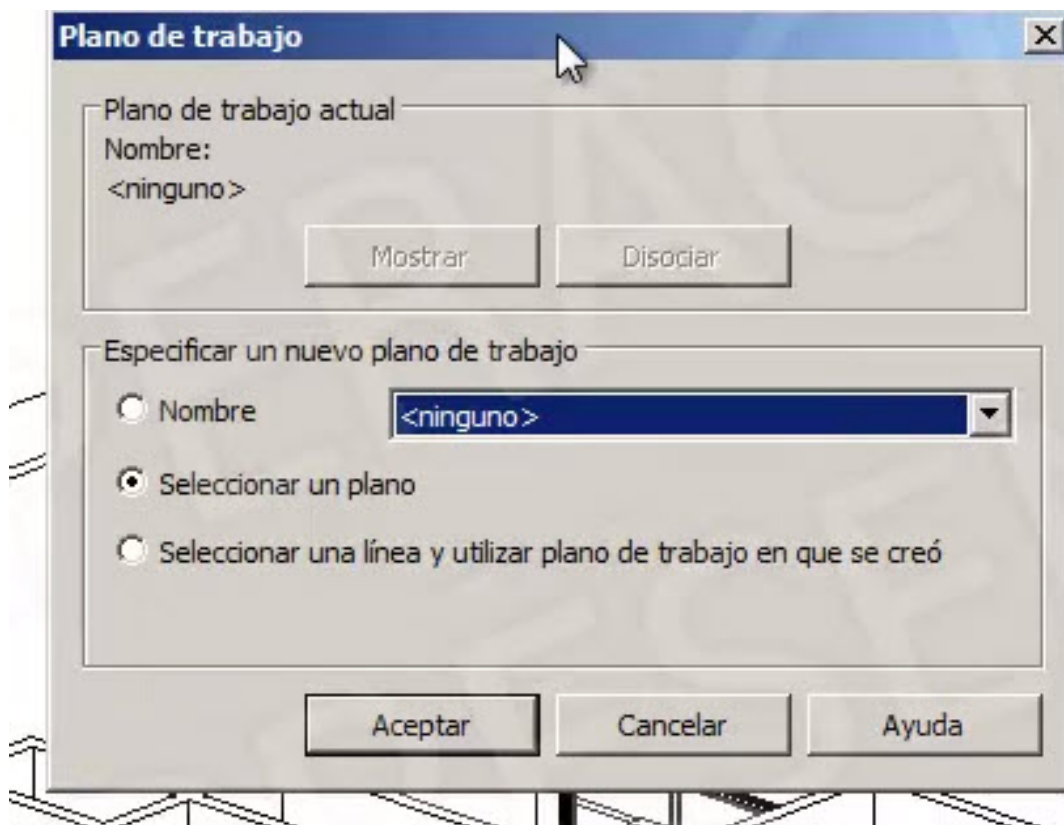 Plano de trabajo
Plano de trabajo actual
Nombre:
<ninguno>
Mostrar Disociar
Especificar un nuevo plano de trabajo
Nombre <ninguno>
Seleccionar un plano
Seleccionar una línea y utilizar plano de trabajo en que se creó
Aceptar Cancelar Ayuda